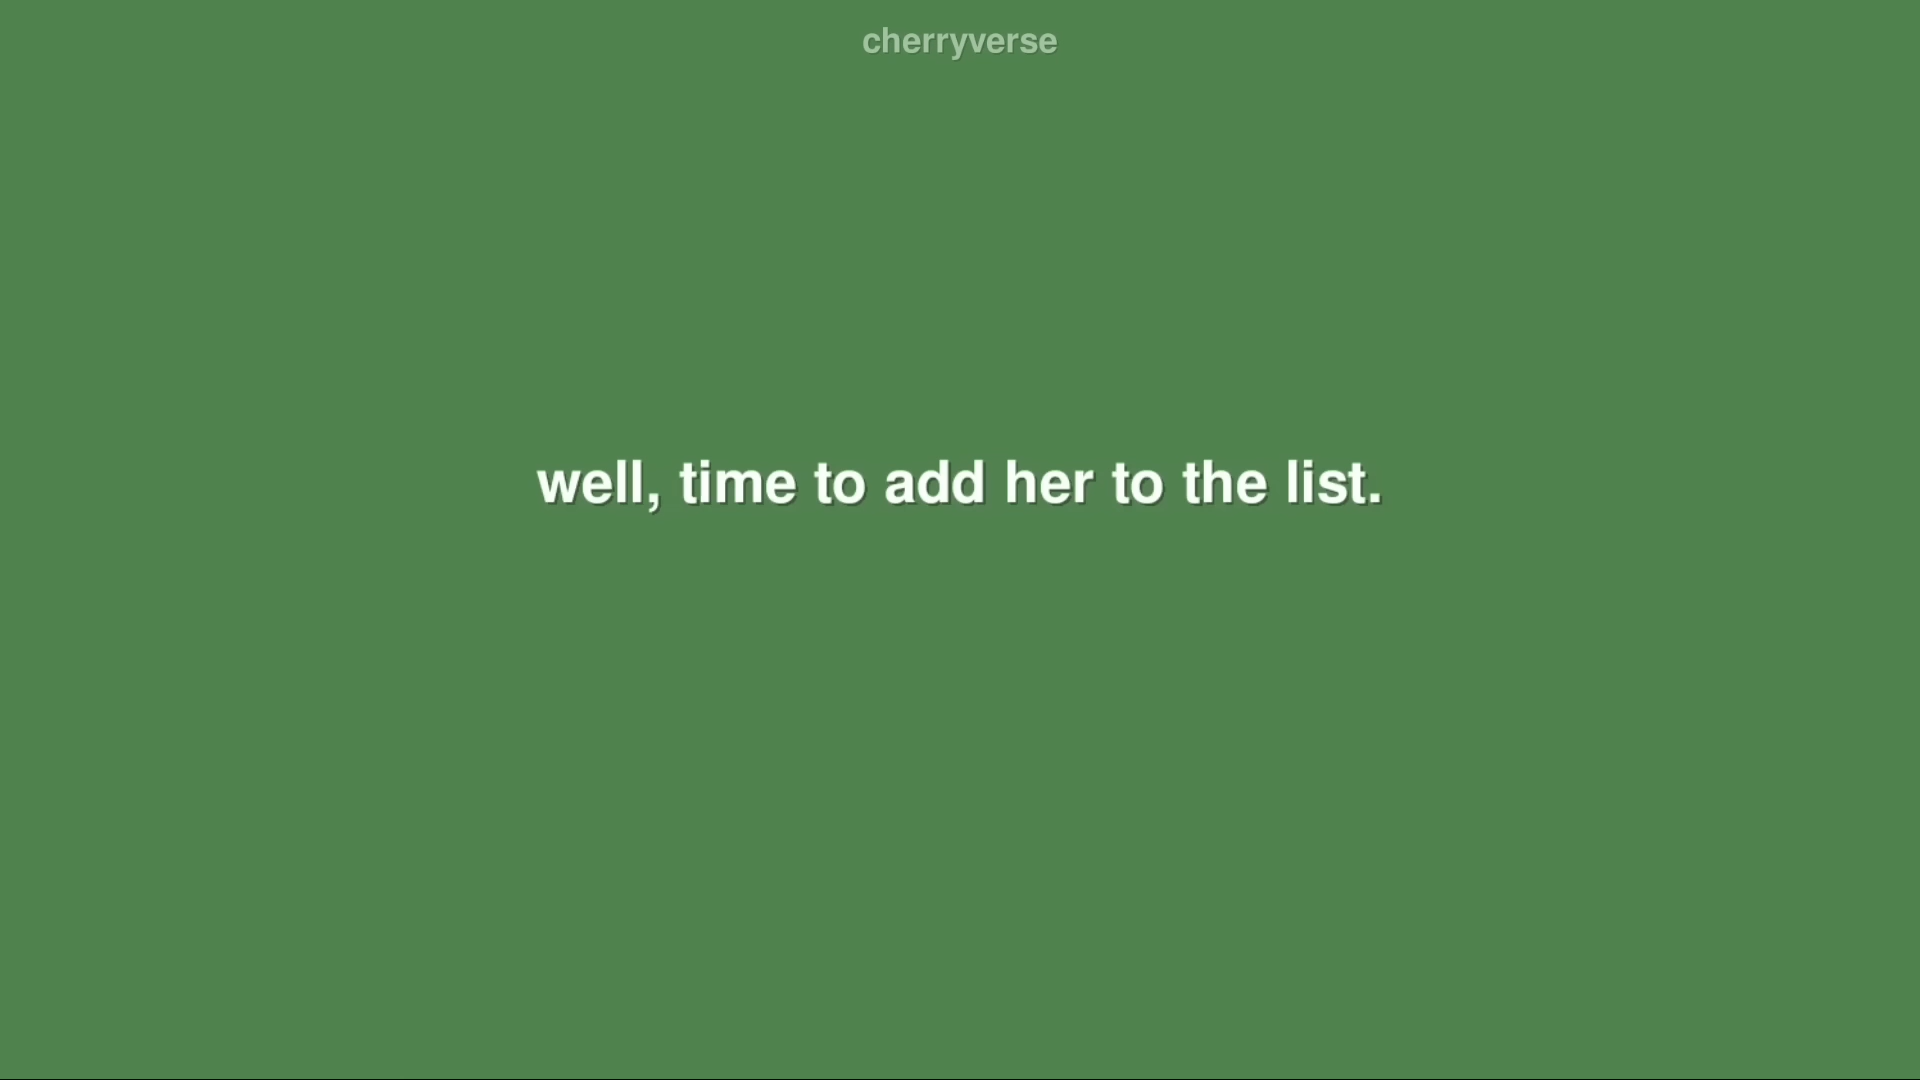 cherryverse
well, time to add her to the list.